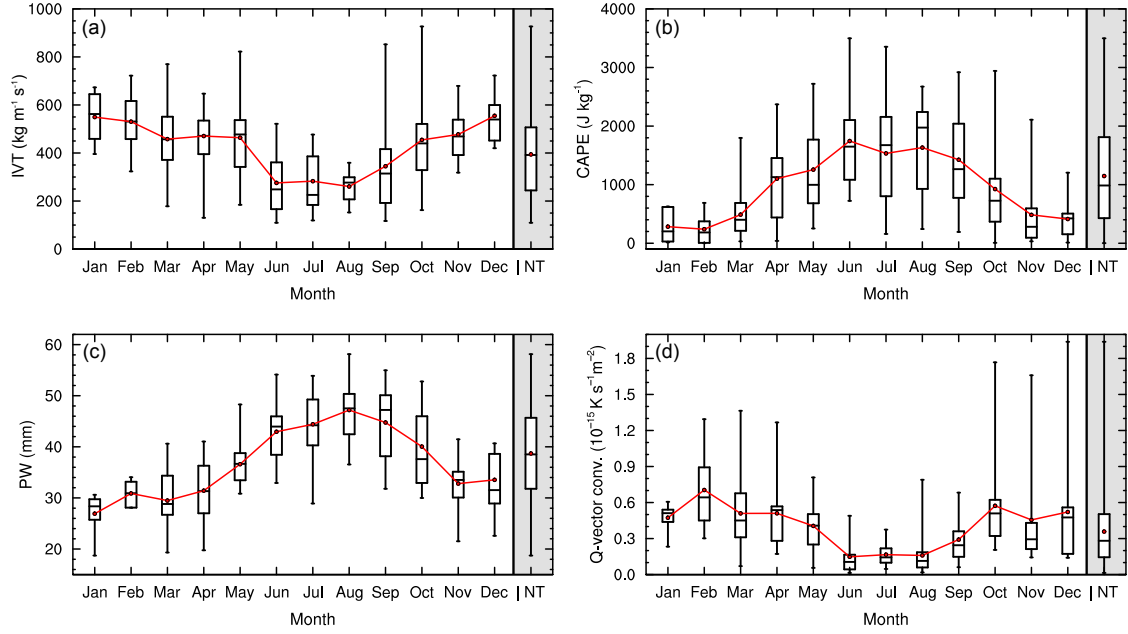 (a)
IVT (kg m⁻¹ s⁻¹)
1000
800
600
400
200
0
Jan Feb Mar Apr May Jun Jul Aug Sep Oct Nov Dec | NT
Month
(b)
CAPE (J kg⁻¹)
4000
3000
2000
1000
0
Jan Feb Mar Apr May Jun Jul Aug Sep Oct Nov Dec | NT
Month
(c)
PW (mm)
60
50
40
30
20
Jan Feb Mar Apr May Jun Jul Aug Sep Oct Nov Dec | NT
Month
(d)
Q-vector conv. (10⁻¹⁵ K s⁻¹m⁻²)
1.8
1.5
1.2
0.9
0.6
0.3
0.0
Jan Feb Mar Apr May Jun Jul Aug Sep Oct Nov Dec | NT
Month